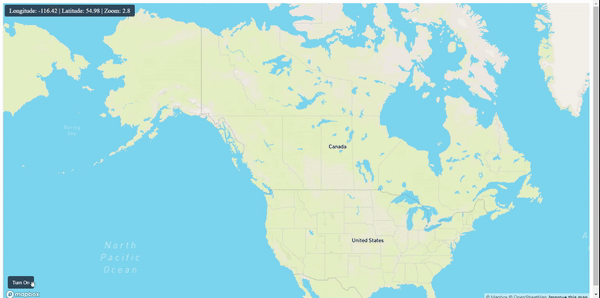 Longitude: -116.42 | Latitude: 54.98 | Zoom: 2.8
Bering
Sea
Canada
United States
North
Pacific
Ocean
Turn On
mapbox
© Mapbox © OpenStreetMap Improve this map